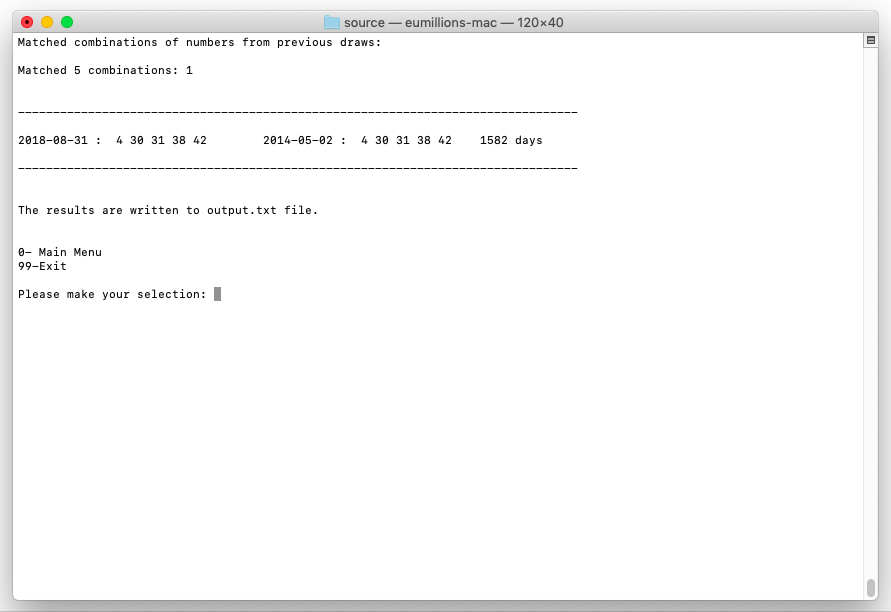 source — eumillions-mac — 120×40
Matched combinations of numbers from previous draws:
Matched 5 combinations: 1
--------------------------------------------------------------------------------
2018-08-31 :  4 30 31 38 42        2014-05-02 :  4 30 31 38 42    1582 days
--------------------------------------------------------------------------------
The results are written to output.txt file.
0- Main Menu
99-Exit
Please make your selection: